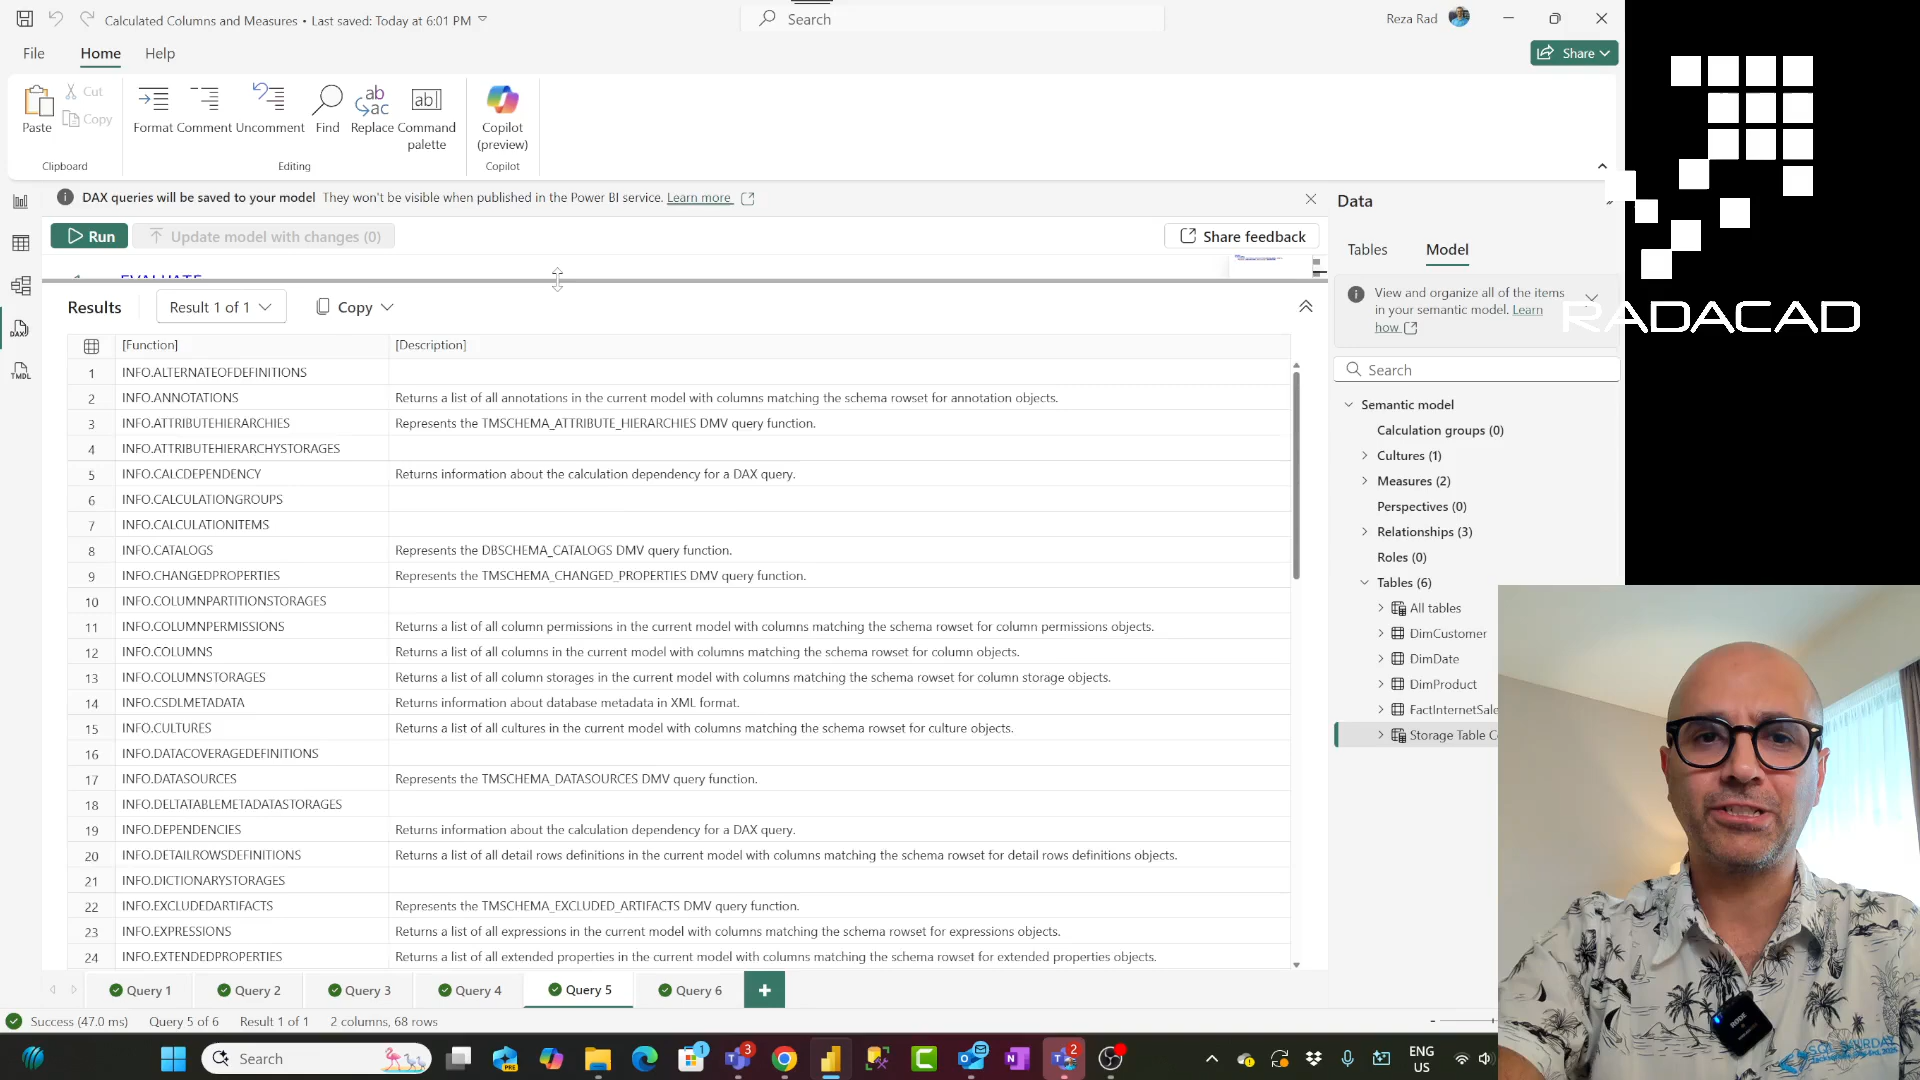 Calculated Columns and Measures • Last saved: Today at 6:01 PM
Search
Reza Rad
File
Home
Help
Share
Paste
Cut
Copy
Format
Comment
Uncomment
Find
Replace
Command palette
Copilot (preview)
Clipboard
Editing
Copilot
DAX queries will be saved to your model They won't be visible when published in the Power BI service. Learn more
Run
Update model with changes (0)
Share feedback
EVALUATE
Results
Result 1 of 1
Copy
[Function] [Description]
1 INFO.ALTERNATEOFDEFINITIONS
2 INFO.ANNOTATIONS Returns a list of all annotations in the current model with columns matching the schema rowset for annotation objects.
3 INFO.ATTRIBUTEHIERARCHIES Represents the TMSCHEMA_ATTRIBUTE_HIERARCHIES DMV query function.
4 INFO.ATTRIBUTEHIERARCHYSTORAGES
5 INFO.CALCDEPENDENCY Returns information about the calculation dependency for a DAX query.
6 INFO.CALCULATIONGROUPS
7 INFO.CALCULATIONITEMS
8 INFO.CATALOGS Represents the DBSCHEMA_CATALOGS DMV query function.
9 INFO.CHANGEDPROPERTIES Represents the TMSCHEMA_CHANGED_PROPERTIES DMV query function.
10 INFO.COLUMNPARTITIONSTORAGES
11 INFO.COLUMNPERMISSIONS Returns a list of all column permissions in the current model with columns matching the schema rowset for column permissions objects.
12 INFO.COLUMNS Returns a list of all columns in the current model with columns matching the schema rowset for column objects.
13 INFO.COLUMNSTORAGES Returns a list of all column storages in the current model with columns matching the schema rowset for column storage objects.
14 INFO.CSDLMETADATA Returns information about database metadata in XML format.
15 INFO.CULTURES Returns a list of all cultures in the current model with columns matching the schema rowset for culture objects.
16 INFO.DATACOVERAGEDEFINITIONS
17 INFO.DATASOURCES Represents the TMSCHEMA_DATASOURCES DMV query function.
18 INFO.DELTATABLEMETADATASTORAGES
19 INFO.DEPENDENCIES Returns information about the calculation dependency for a DAX query.
20 INFO.DETAILROWSDEFINITIONS Returns a list of all detail rows definitions in the current model with columns matching the schema rowset for detail rows definitions objects.
21 INFO.DICTIONARYSTORAGES
22 INFO.EXCLUDEDARTIFACTS Represents the TMSCHEMA_EXCLUDED_ARTIFACTS DMV query function.
23 INFO.EXPRESSIONS Returns a list of all expressions in the current model with columns matching the schema rowset for expressions objects.
24 INFO.EXTENDEDPROPERTIES Returns a list of all extended properties in the current model with columns matching the schema rowset for extended properties objects.
Query 1
Query 2
Query 3
Query 4
Query 5
Query 6
Success (47.0 ms) Query 5 of 6 Result 1 of 1 2 columns, 68 rows
Data
Tables
Model
View and organize all of the items
in your semantic model. Learn
how
Search
Semantic model
Calculation groups (0)
Cultures (1)
Measures (2)
Perspectives (0)
Relationships (3)
Roles (0)
Tables (6)
All tables
DimCustomer
DimDate
DimProduct
FactInternetSale
Storage Table C
DAX
TMDL
RADACAD
RØDE
Search
PRE
1
3
2
ENG
US